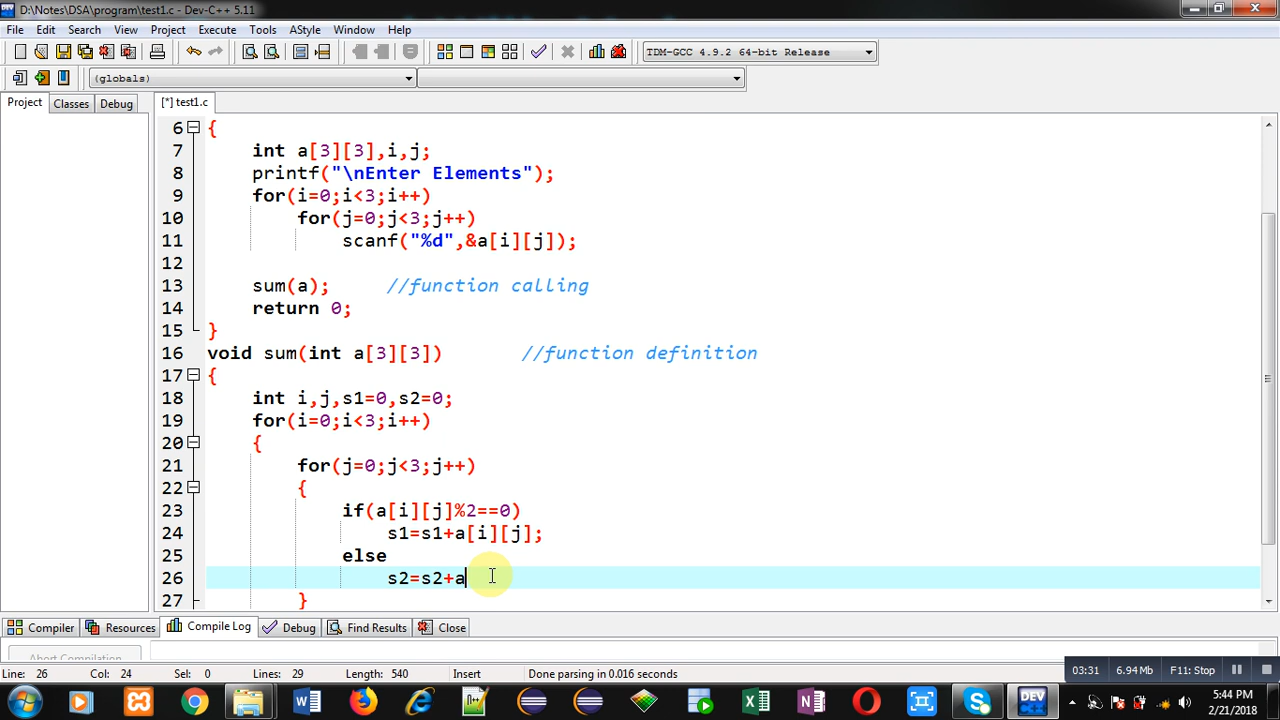 D:\Notes\DSA\program\test1.c - Dev-C++ 5.11
File Edit Search View Project Execute Tools AStyle Window Help
TDM-GCC 4.9.2 64-bit Release
(globals)
Project Classes Debug [*] test1.c
6 {
7 int a[3][3],i,j;
8 printf("\nEnter Elements");
9 for(i=0;i<3;i++)
10 for(j=0;j<3;j++)
11 scanf("%d",&a[i][j]);
12
13 sum(a); //function calling
14 return 0;
15 }
16 void sum(int a[3][3]) //function definition
17 {
18 int i,j,s1=0,s2=0;
19 for(i=0;i<3;i++)
20 {
21 for(j=0;j<3;j++)
22 {
23 if(a[i][j]%2==0)
24 s1=s1+a[i][j];
25 else
26 s2=s2+a
27 }
Compiler Resources Compile Log Debug Find Results Close
Abort Compilation
Line: 26 Col: 24 Sel: 0 Lines: 29 Length: 540 Insert Done parsing in 0.016 seconds
03:31 6.94 Mb F11: Stop
5:44 PM
2/21/2018